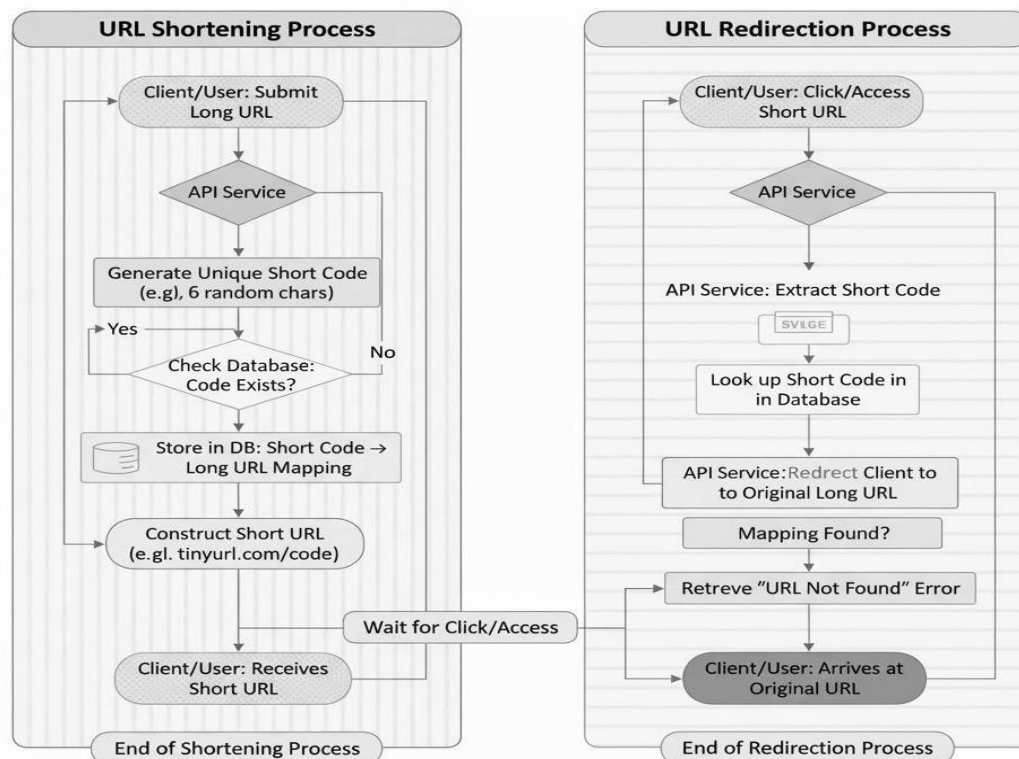 URL Shortening Process
Client/User: Submit
Long URL
API Service
Generate Unique Short Code
(e.g), 6 random chars)
Yes
No
Check Database:
Code Exists?
Store in DB: Short Code →
Long URL Mapping
Construct Short URL
(e.gl. tinyurl.com/code)
Wait for Click/Access
Client/User: Receives
Short URL
End of Shortening Process
URL Redirection Process
Client/User: Click/Access
Short URL
API Service
API Service: Extract Short Code
Look up Short Code in
in Database
API Service: Redrect Client to
to Original Long URL
Mapping Found?
Retreve "URL Not Found" Error
Client/User: Arrives at
Original URL
End of Redirection Process